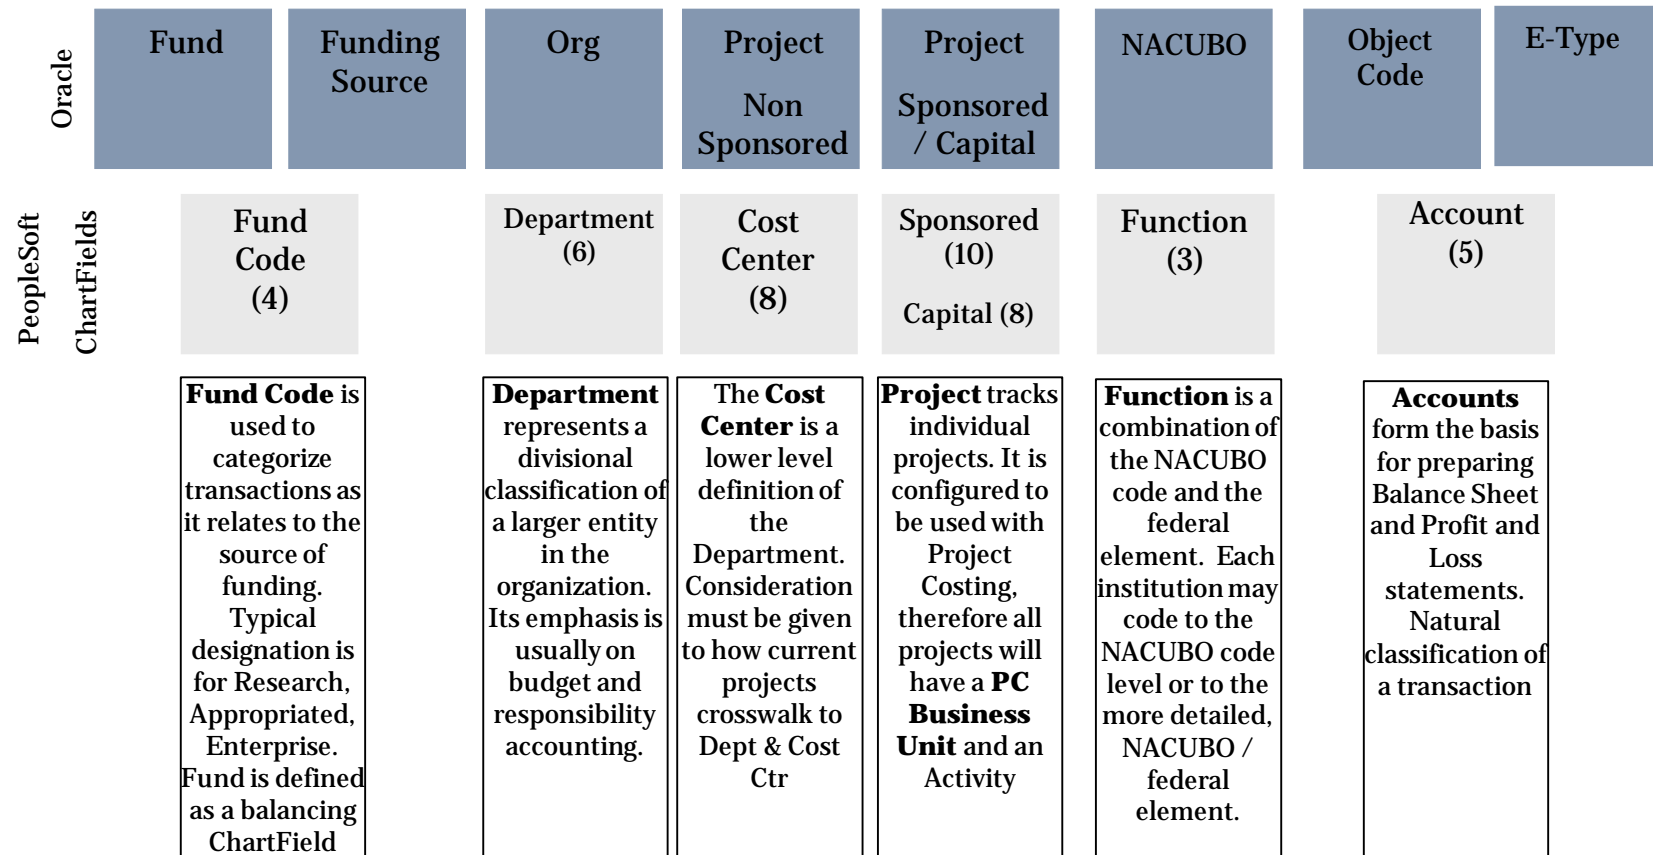 Oracle
Fund
Funding
Source
Org
Project
Non
Sponsored
Project
Sponsored
/ Capital
NACUBO
Object
Code
E-Type
PeopleSoft
ChartFields
Fund
Code
(4)
Department
(6)
Cost
Center
(8)
Sponsored
(10)
Capital (8)
Function
(3)
Account
(5)
Fund Code is
used to
categorize
transactions as
it relates to the
source of
funding.
Typical
designation is
for Research,
Appropriated,
Enterprise.
Fund is defined
as a balancing
ChartField
Department
represents a
divisional
classification of
a larger entity
in the
organization.
Its emphasis is
usually on
budget and
responsibility
accounting.
The Cost
Center is a
lower level
definition of
the
Department.
Consideration
must be given
to how current
projects
crosswalk to
Dept & Cost
Ctr
Project tracks
individual
projects. It is
configured to
be used with
Project
Costing,
therefore all
projects will
have a PC
Business
Unit and an
Activity
Function is a
combination of
the NACUBO
code and the
federal
element. Each
institution may
code to the
NACUBO code
level or to the
more detailed,
NACUBO /
federal
element.
Accounts
form the basis
for preparing
Balance Sheet
and Profit and
Loss
statements.
Natural
classification of
a transaction